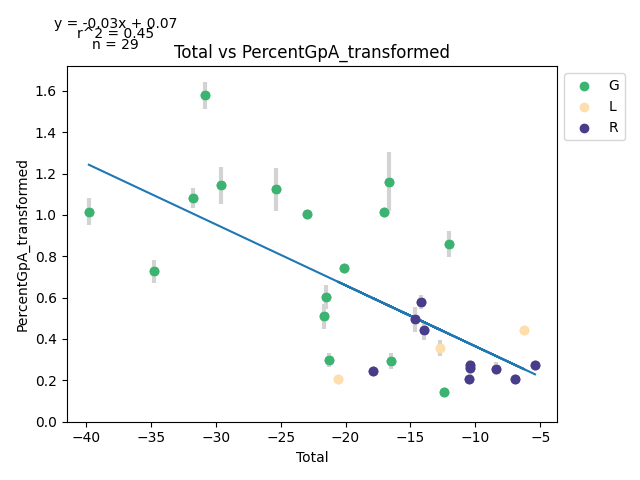 y = -0.03x + 0.07
r^2 = 0.45
n = 29
Total vs PercentGpA_transformed
G
L
R
PercentGpA_transformed
1.6
1.4
1.2
1.0
0.8
0.6
0.4
0.2
0.0
−40 −35 −30 −25 −20 −15 −10 −5
Total